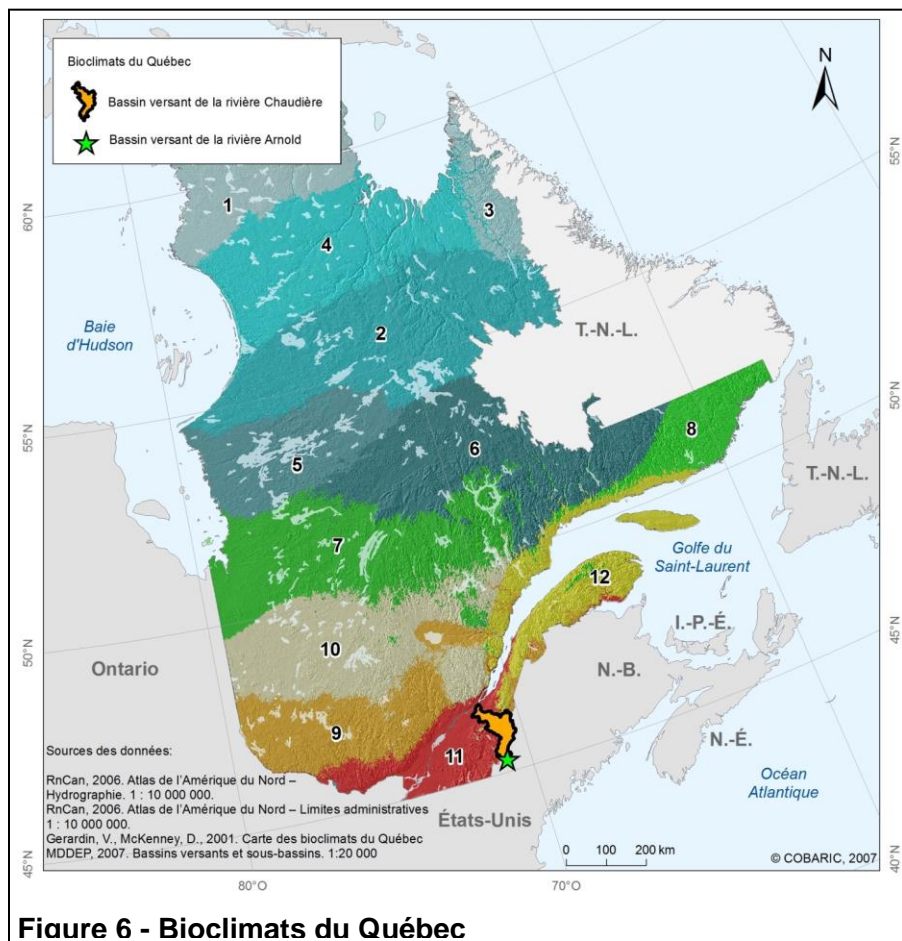 Bioclimats du Québec
Bassin versant de la rivière Chaudière
Bassin versant de la rivière Arnold
N
60°N
55°N
50°N
45°N
55°N
50°N
45°N
40°N
80°O
70°O
1
3
4
2
Baie
d'Hudson
T.-N.-L.
8
6
5
T.-N.-L.
7
Golfe du
Saint-Laurent
12
10
I.-P.-É.
Ontario
N.-B.
9
11
N.-É.
Océan
Atlantique
États-Unis
Sources des données:
RnCan, 2006. Atlas de l'Amérique du Nord –
Hydrographie. 1 : 10 000 000.
RnCan, 2006. Atlas de l'Amérique du Nord – Limites administratives
1 : 10 000 000.
Gerardin, V., McKenney, D., 2001. Carte des bioclimats du Québec
MDDEP, 2007. Bassins versants et sous-bassins. 1:20 000
0 100 200 km
© COBARIC, 2007
Figure 6 - Bioclimats du Québec